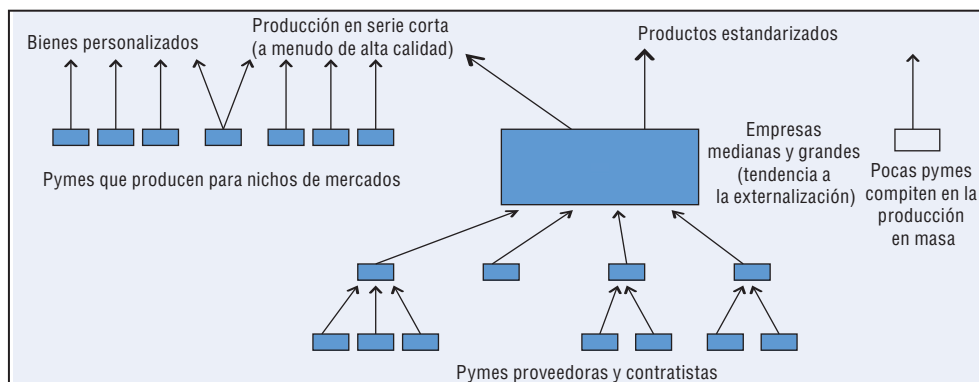 Bienes personalizados
Producción en serie corta
(a menudo de alta calidad)
Productos estandarizados
Pymes que producen para nichos de mercados
Empresas
medianas y grandes
(tendencia a
la externalización)
Pocas pymes
compiten en la
producción
en masa
Pymes proveedoras y contratistas